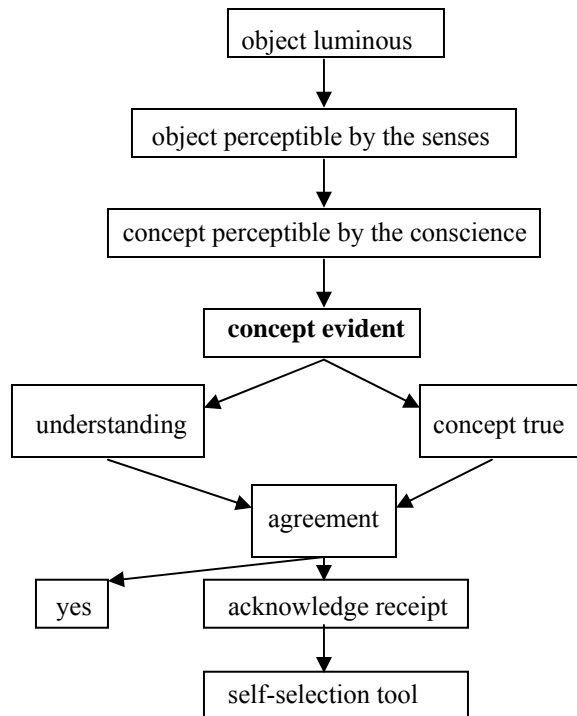 object luminous
object perceptible by the senses
concept perceptible by the conscience
concept evident
understanding
concept true
agreement
yes
acknowledge receipt
self-selection tool